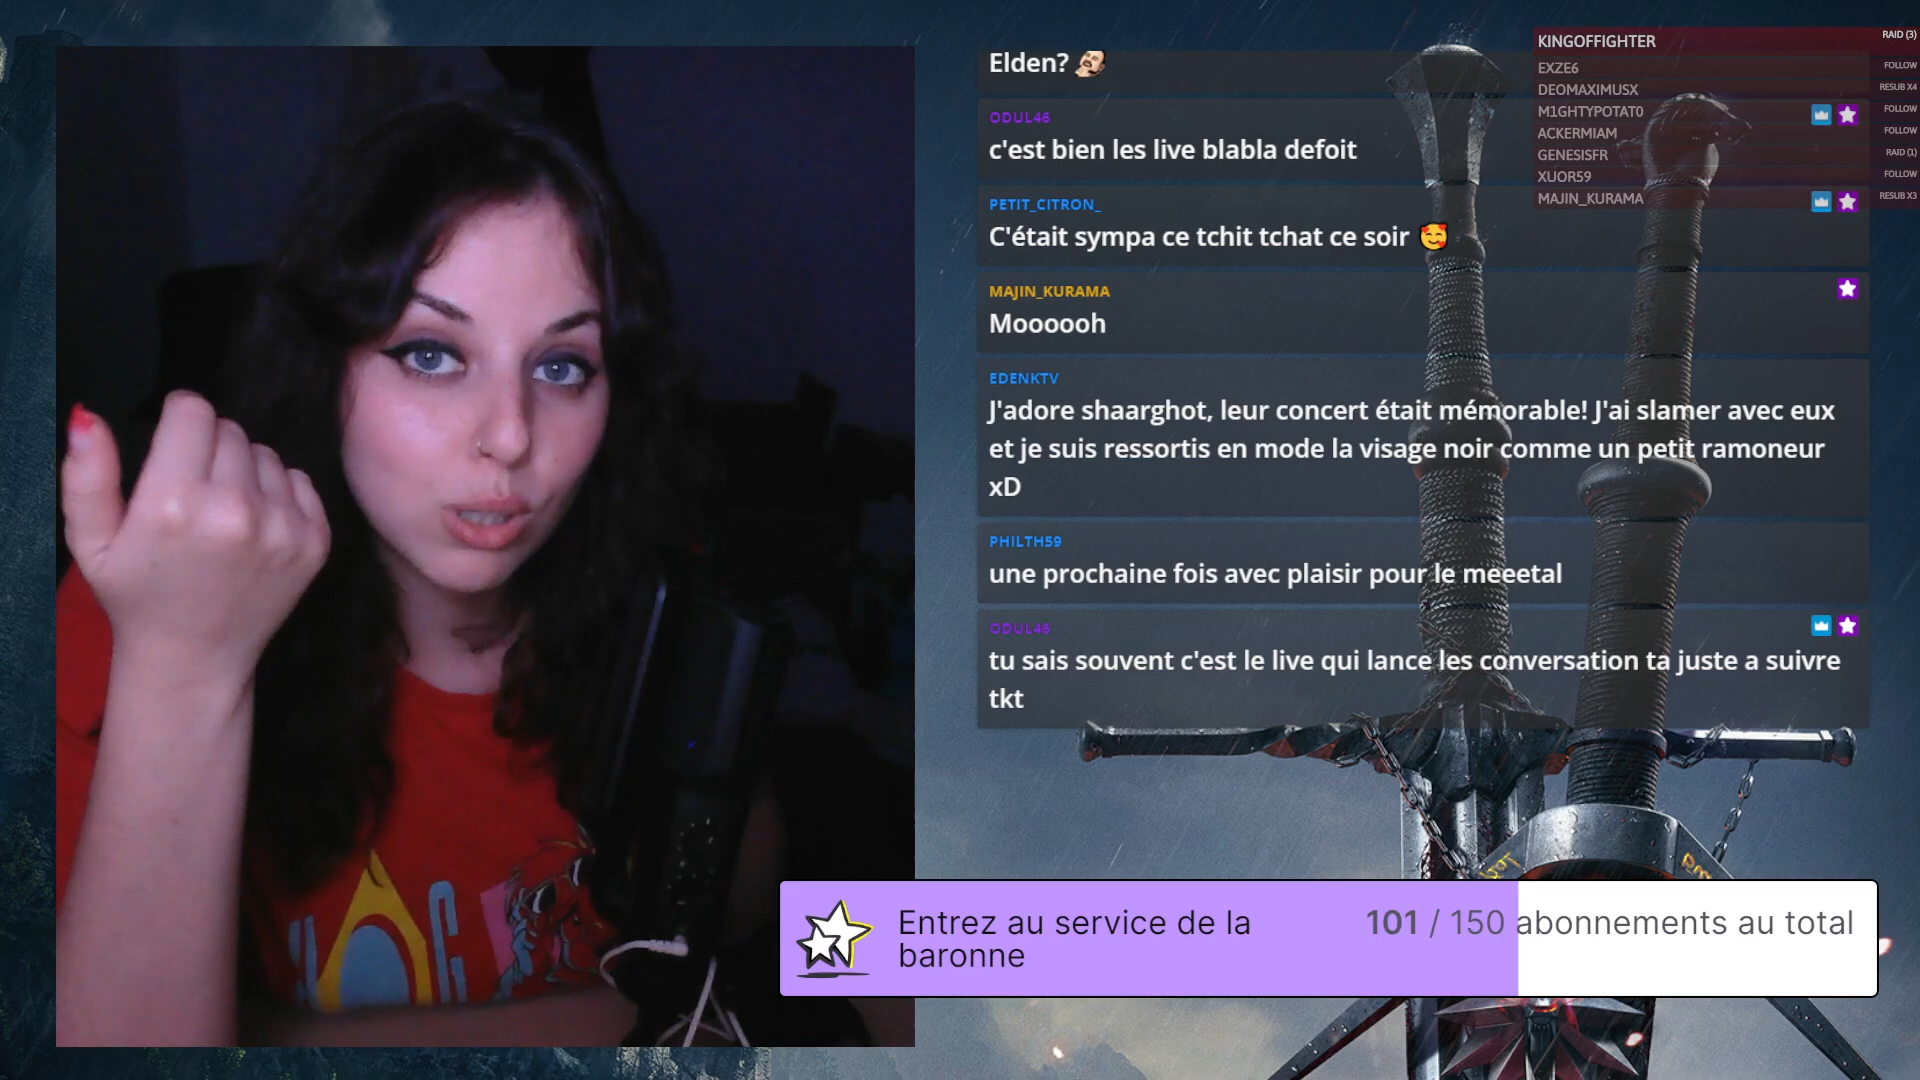 Elden?
ODUL46
c'est bien les live blabla defoit
PETIT_CITRON_
C'était sympa ce tchit tchat ce soir
MAJIN_KURAMA
Moooooh
EDENKTV
J'adore shaarghot, leur concert était mémorable! J'ai slamer avec eux
et je suis ressortis en mode la visage noir comme un petit ramoneur
xD
PHILTH59
une prochaine fois avec plaisir pour le meeetal
ODUL46
tu sais souvent c'est le live qui lance les conversation ta juste a suivre
tkt
KINGOFFIGHTER RAID (3)
EXZE6 FOLLOW
DEOMAXIMUSX RESUB X4
M1GHTYPOTAT0 FOLLOW
ACKERMIAM FOLLOW
GENESISFR RAID (1)
XUOR59 FOLLOW
MAJIN_KURAMA RESUB X3
Entrez au service de la
baronne
101 / 150 abonnements au total